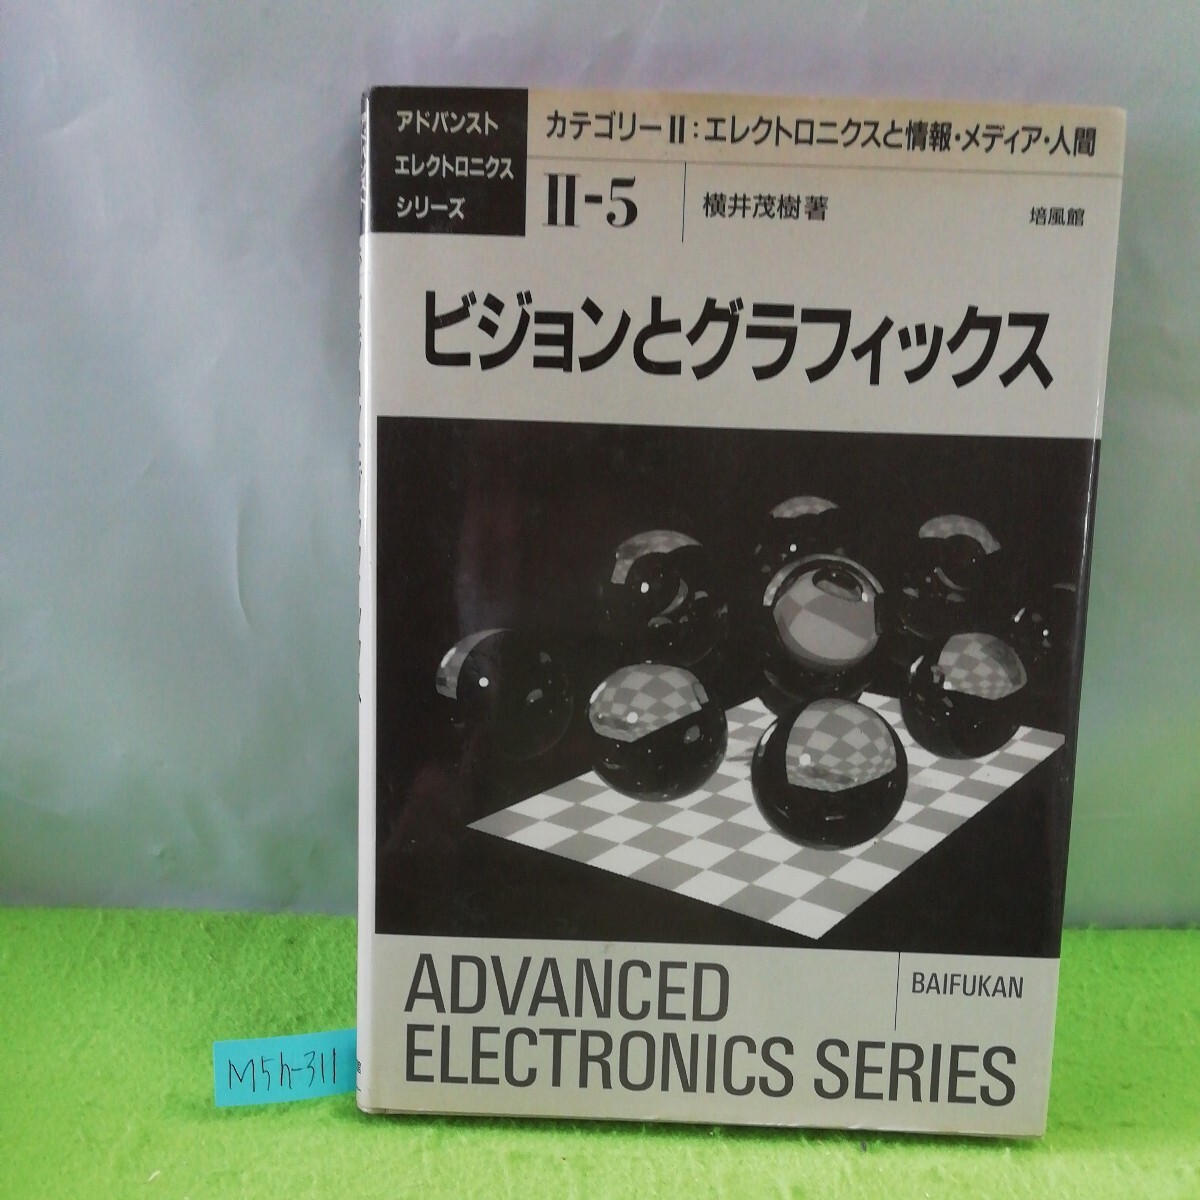 アドバンスト
エレクトロニクス
シリーズ
カテゴリーII:エレクトロニクスと情報・メディア・人間
II-5
横井茂樹著
培風館
ビジョンとグラフィックス
ADVANCED
ELECTRONICS SERIES
BAIFUKAN
M5h-311